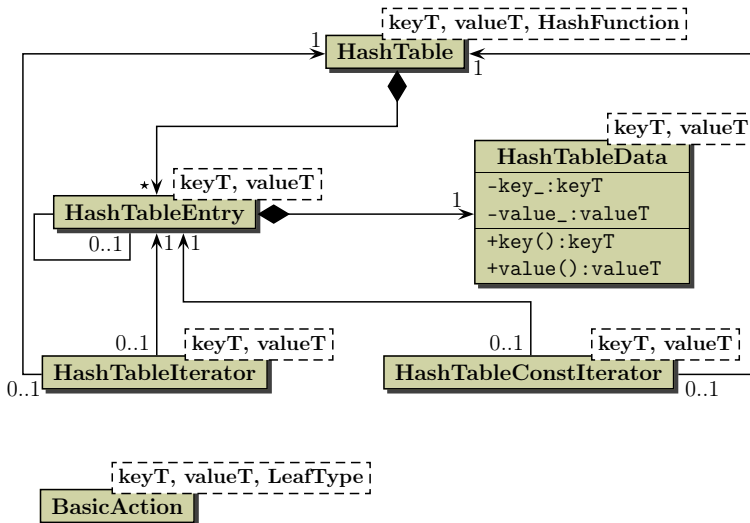 keyT, valueT, HashFunction
1
HashTable
1
keyT, valueT
HashTableData
-key_:keyT
-value_:valueT
+key():keyT
+value():valueT
keyT, valueT
⋆
HashTableEntry
1
0..1
1
1
0..1
keyT, valueT
HashTableIterator
0..1
0..1
keyT, valueT
HashTableConstIterator
0..1
keyT, valueT, LeafType
BasicAction